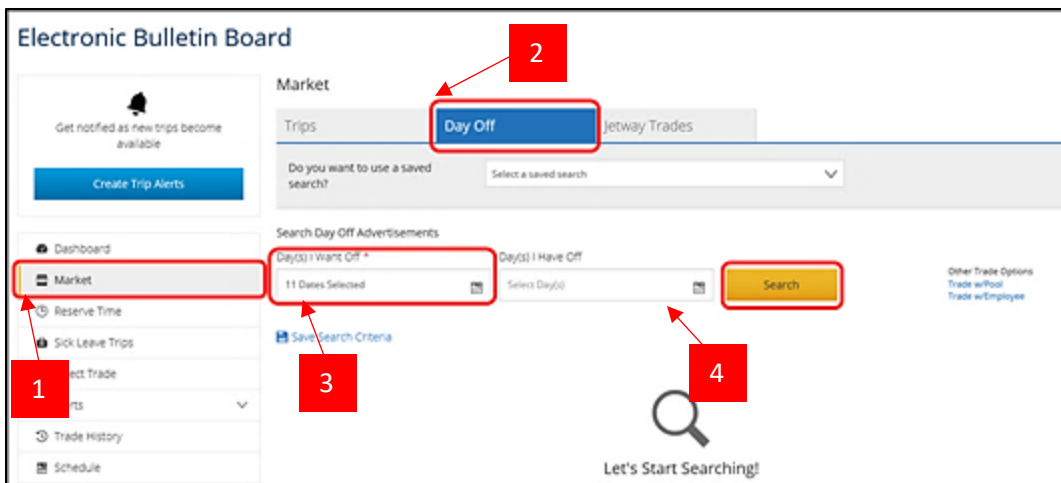 Electronic Bulletin Board
2
Get notified as new trips become
available
Create Trip Alerts
Dashboard
Market
Reserve Time
Sick Leave Trips
ect Trade
rts
Trade History
Schedule
1
Market
Trips
Day Off
Jetway Trades
Do you want to use a saved
search?
Select a saved search
Search Day Off Advertisements
Day(s) I Want Off *
Day(s) I Have Off
11 Dates Selected
Select Day(s)
Search
Other Trade Options
Trade w/Pool
Trade w/Employee
Save Search Criteria
3
4
Let's Start Searching!